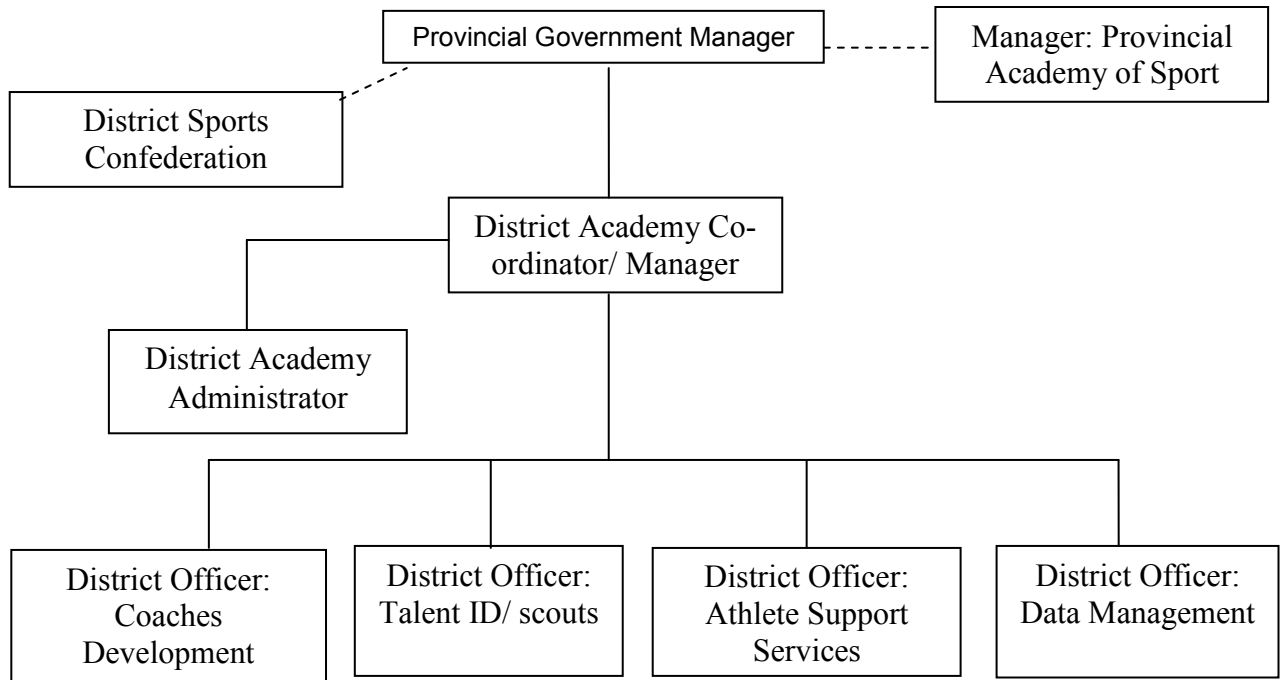 Provincial Government Manager
Manager: Provincial
Academy of Sport
District Sports
Confederation
District Academy Co-
ordinator/ Manager
District Academy
Administrator
District Officer:
Coaches
Development
District Officer:
Talent ID/ scouts
District Officer:
Athlete Support
Services
District Officer:
Data Management